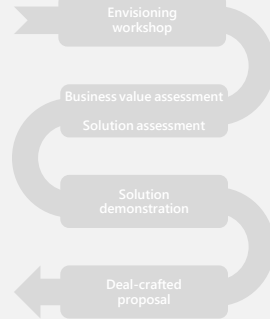 Envisioning
workshop
Business value assessment
Solution assessment
Solution
demonstration
Deal-crafted
proposal